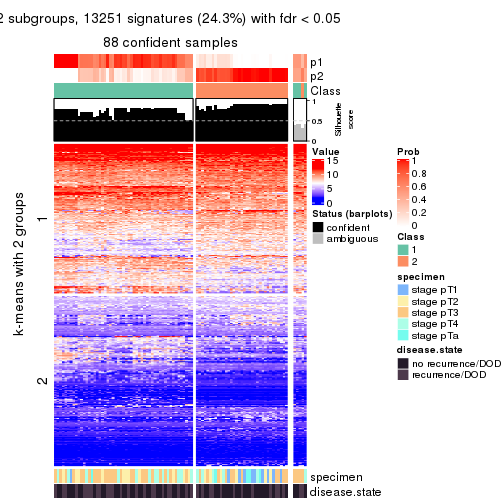 2 subgroups, 13251 signatures (24.3%) with fdr < 0.05
88 confident samples
p1
p2
Class
1
0.5
0
Silhouette score
k-means with 2 groups
1
2
specimen
disease.state
Value
15
10
5
0
Status (barplots)
confident
ambiguous
Prob
1
0.8
0.6
0.4
0.2
0
Class
1
2
specimen
stage pT1
stage pT2
stage pT3
stage pT4
stage pTa
disease.state
no recurrence/DOD
recurrence/DOD